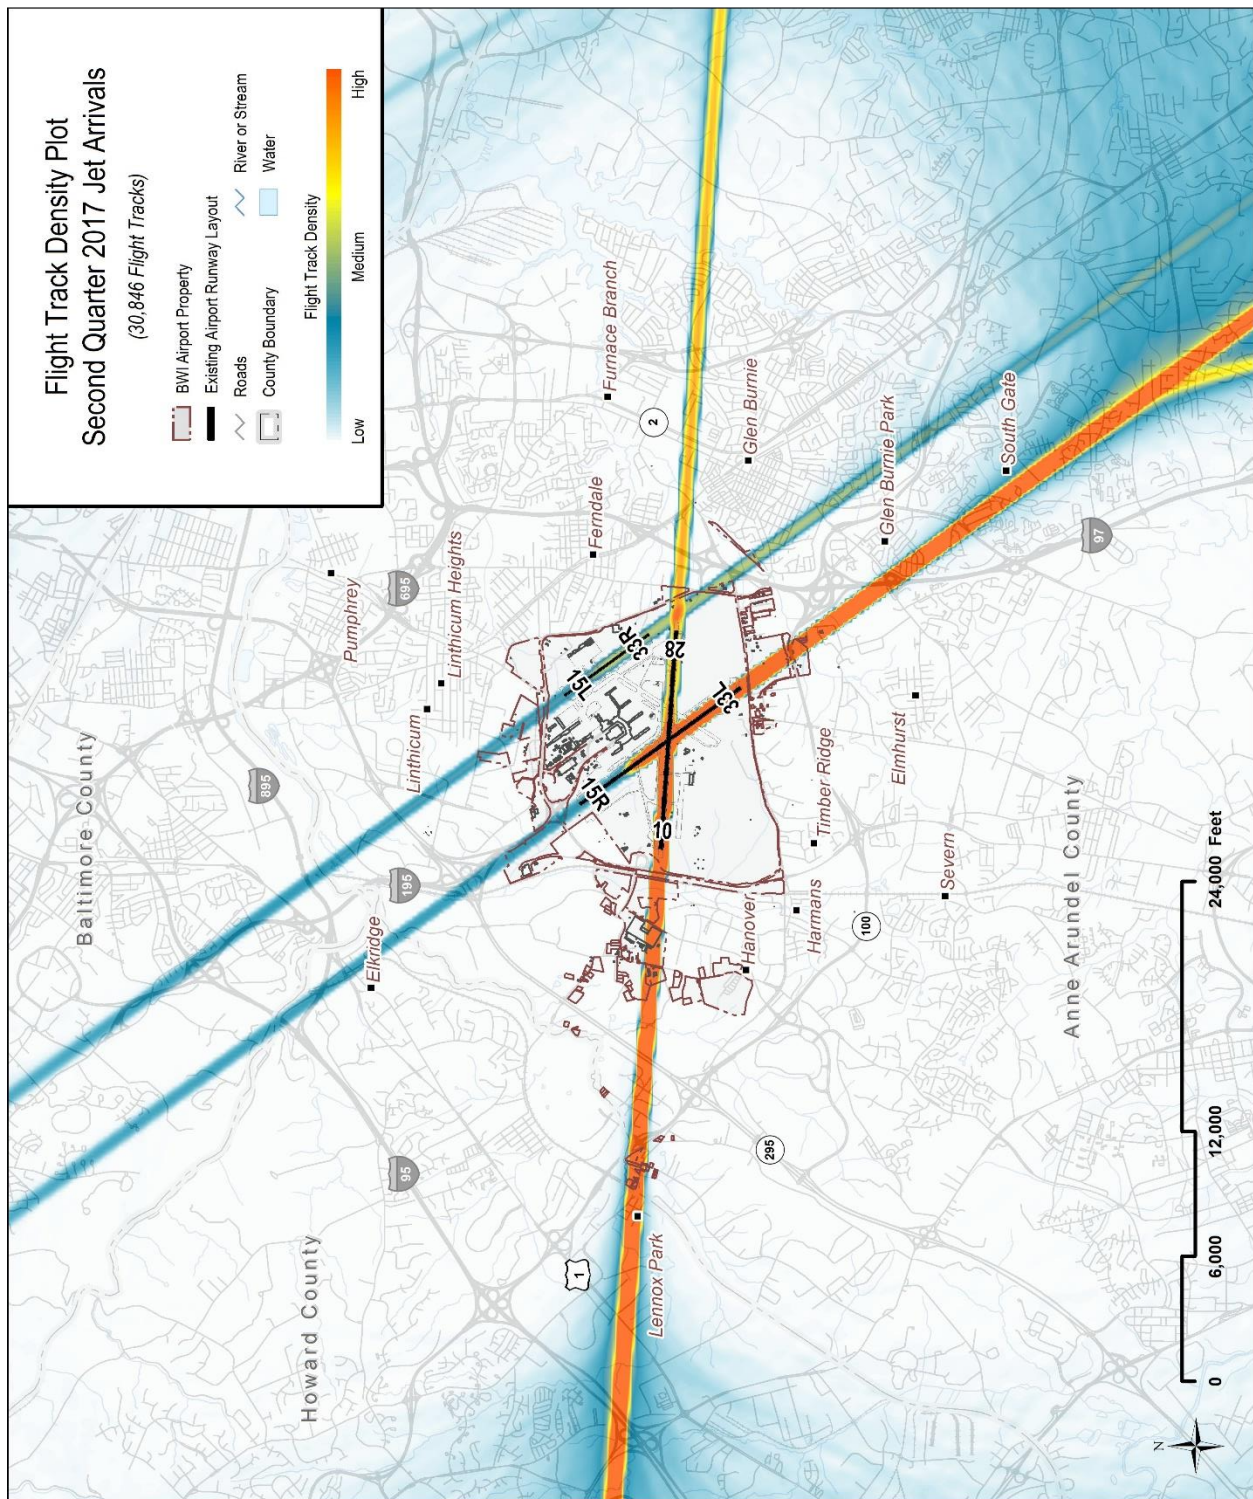 Flight Track Density Plot
Second Quarter 2017 Jet Arrivals
(30,846 Flight Tracks)
BWI Airport Property
Existing Airport Runway Layout
Roads
River or Stream
County Boundary
Water
Flight Track Density
Low
Medium
High
Baltimore County
Howard County
Anne Arundel County
Pumphrey
695
Linthicum Heights
Linthicum
895
195
Elkridge
95
Ferndale
Furnace Branch
2
Glen Burnie
Glen Burnie Park
South Gate
97
15L
33R
28
15R
33L
10
Timber Ridge
Elmhurst
Harmans
Hanover
100
Severn
295
1
Lennox Park
0
6,000
12,000
24,000 Feet
N